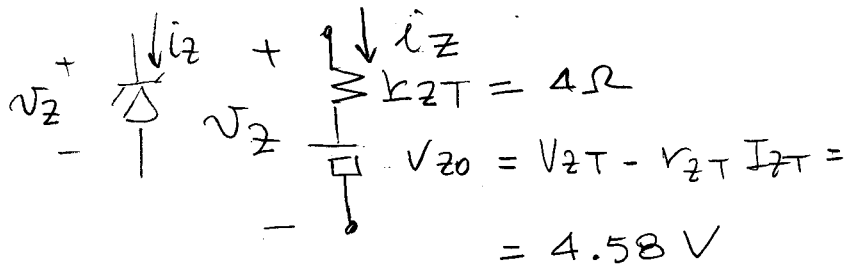 + iz + iz
vz vz rZT = 4Ω
- VZ0 = VZT - rZT IZT =
-
= 4.58 V